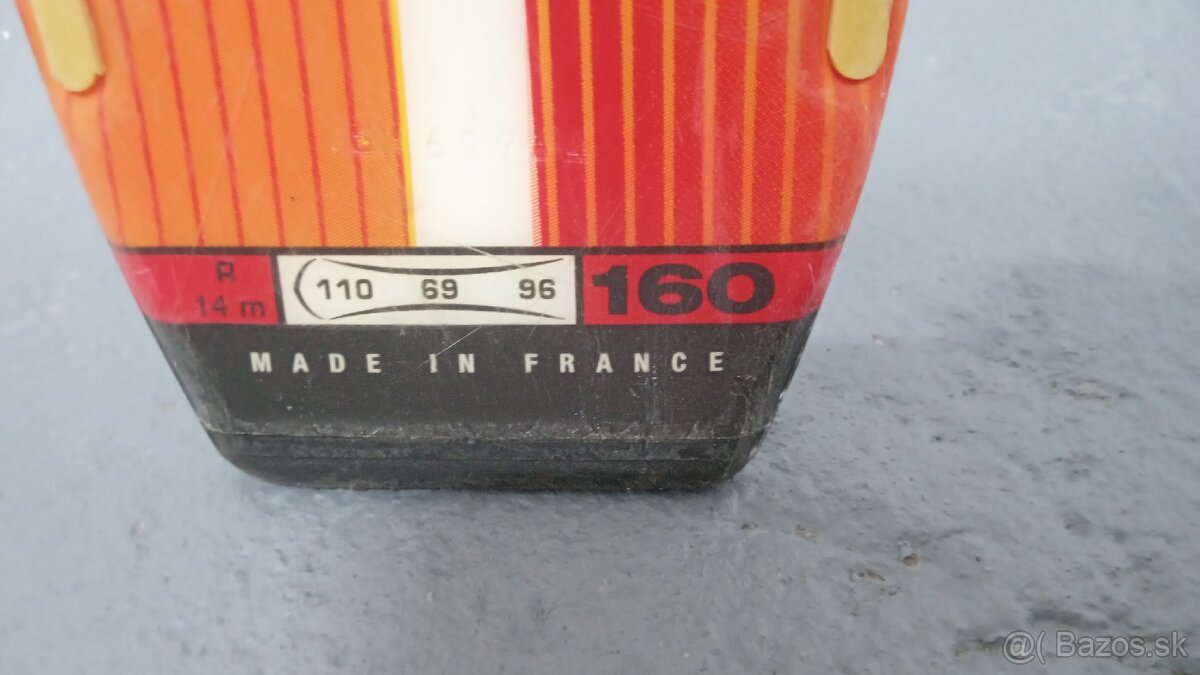 R
14 m
110 69 96
160
MADE IN FRANCE
@( Bazos.sk